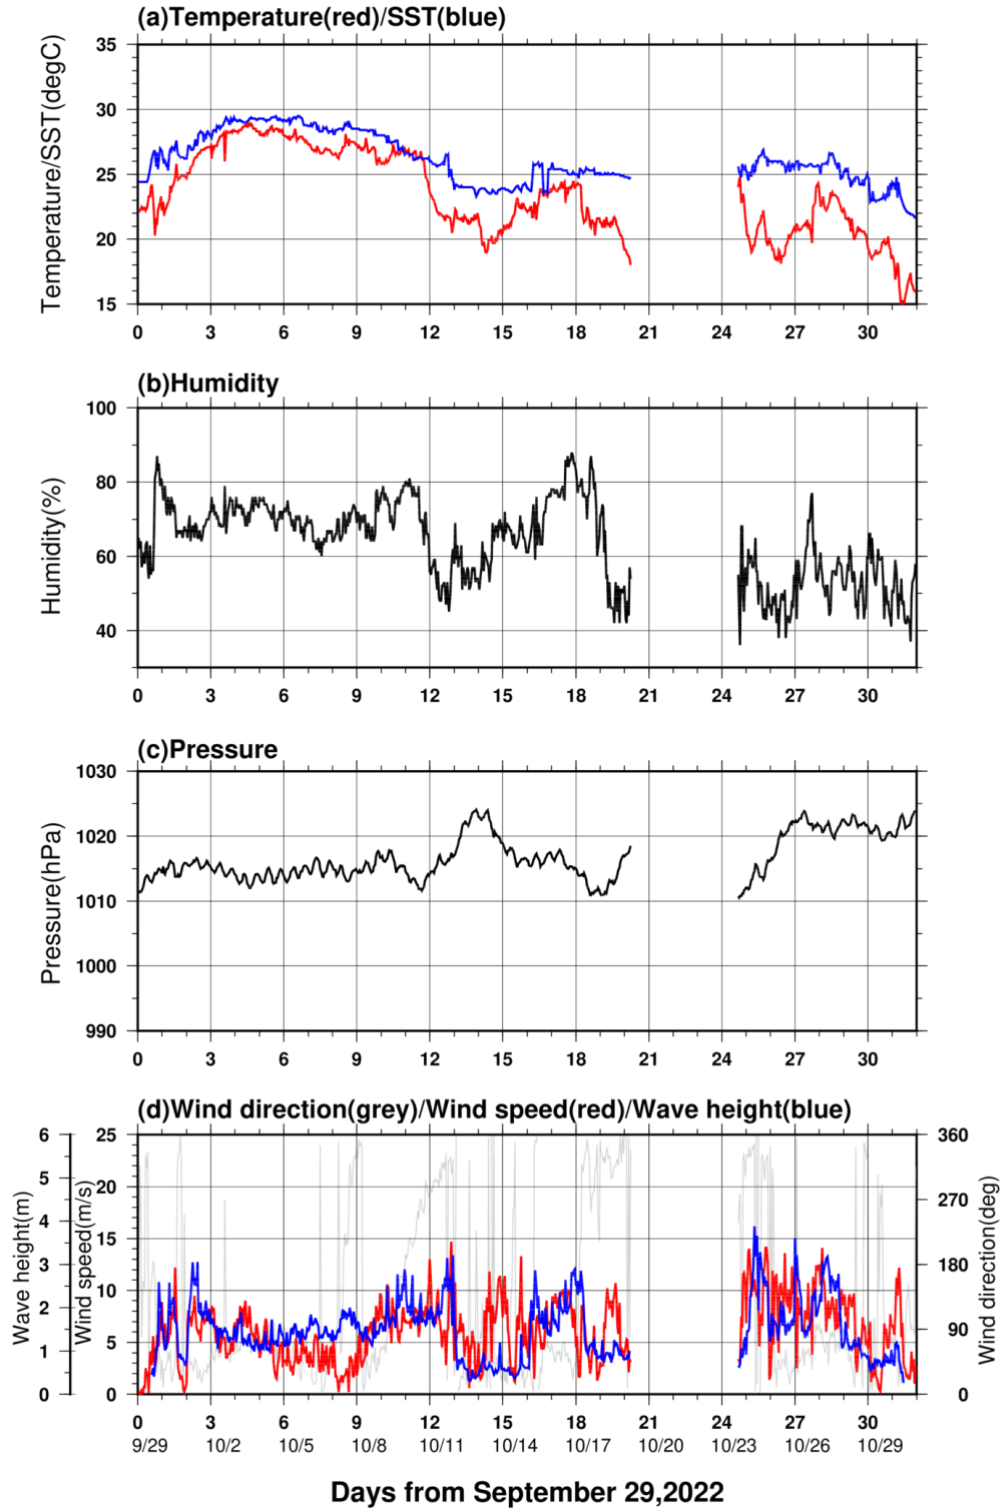 (a)Temperature(red)/SST(blue)
Temperature/SST(degC)
35
30
25
20
15
0 3 6 9 12 15 18 21 24 27 30
(b)Humidity
Humidity(%)
100
80
60
40
0 3 6 9 12 15 18 21 24 27 30
(c)Pressure
Pressure(hPa)
1030
1020
1010
1000
990
0 3 6 9 12 15 18 21 24 27 30
(d)Wind direction(grey)/Wind speed(red)/Wave height(blue)
Wave height(m)
6
5
4
3
2
1
0
Wind speed(m/s)
25
20
15
10
5
0
360
270
180
90
0
Wind direction(deg)
0 3 6 9 12 15 18 21 24 27 30
9/29 10/2 10/5 10/8 10/11 10/14 10/17 10/20 10/23 10/26 10/29
Days from September 29,2022